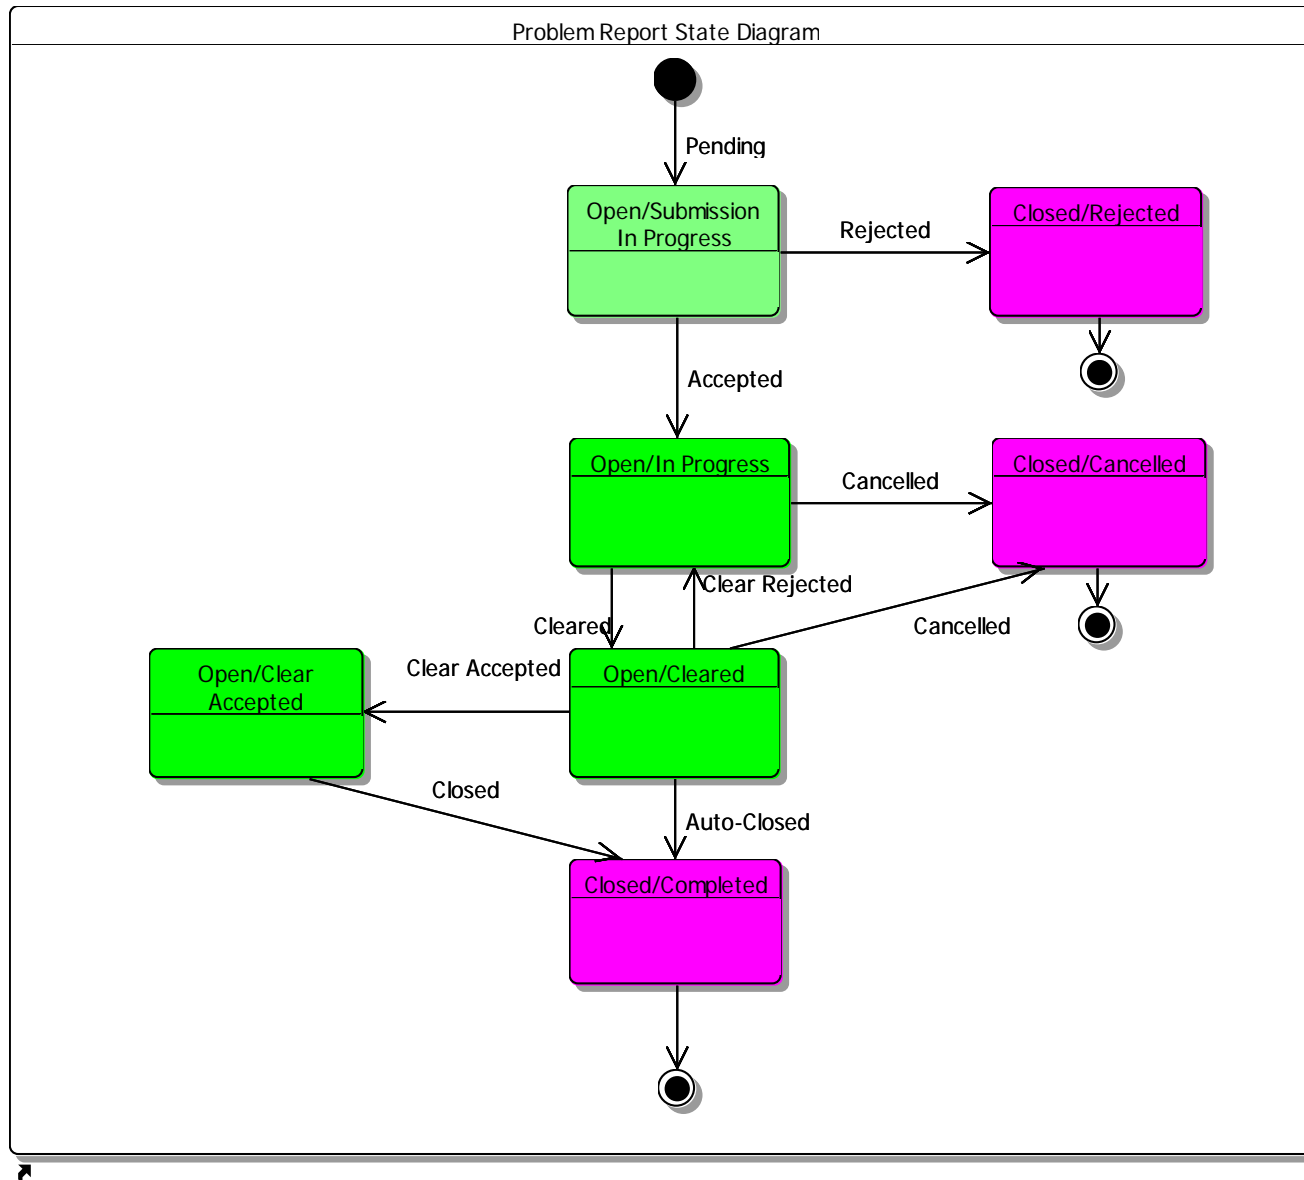 Problem Report State Diagram
Pending
Open/Submission
In Progress
Rejected
Closed/Rejected
Accepted
Open/In Progress
Cancelled
Closed/Cancelled
Clear Rejected
Cleared
Cancelled
Open/Clear
Accepted
Clear Accepted
Open/Cleared
Closed
Auto-Closed
Closed/Completed